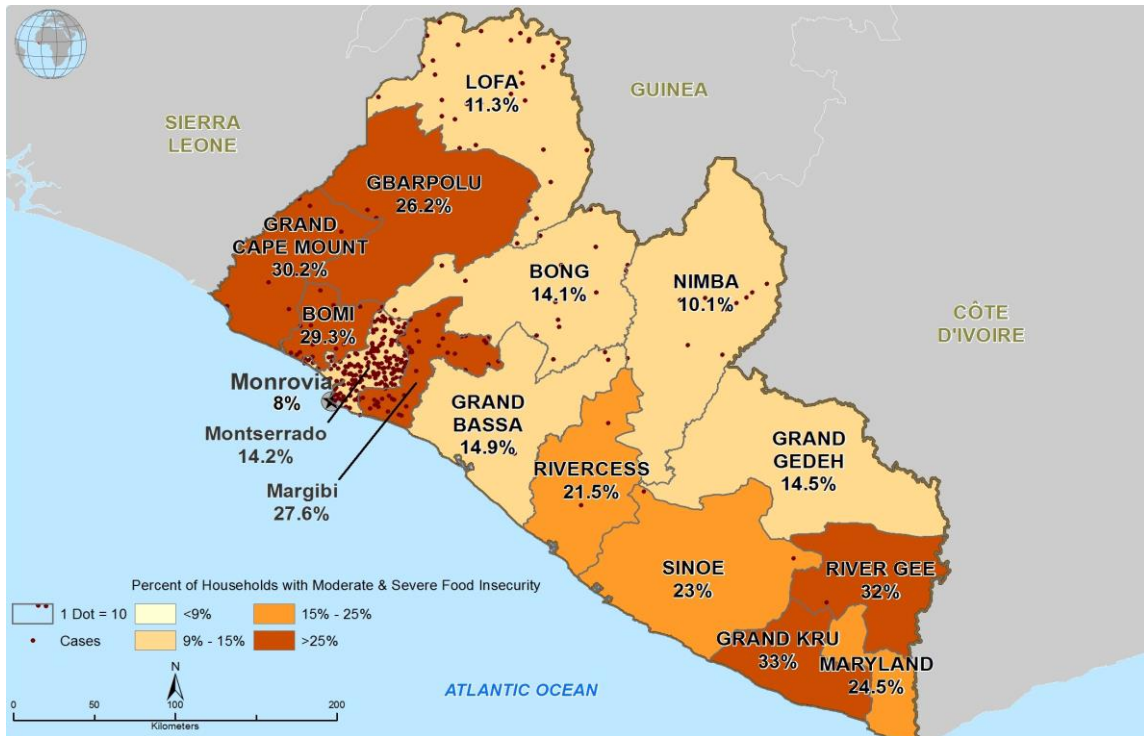 GUINEA
SIERRA
LEONE
LOFA
11.3%
GBARPOLU
26.2%
GRAND
CAPE MOUNT
30.2%
BONG
14.1%
NIMBA
10.1%
CÔTE
D'IVOIRE
BOMI
29.3%
Monrovia
8%
Montserrado
14.2%
Margibi
27.6%
GRAND
BASSA
14.9%
RIVERCESS
21.5%
GRAND
GEDEH
14.5%
SINOE
23%
RIVER GEE
32%
GRAND KRU
33%
MARYLAND
24.5%
ATLANTIC OCEAN
Percent of Households with Moderate & Severe Food Insecurity
1 Dot = 10
Cases
<9%
9% - 15%
15% - 25%
>25%
N
0 100 200
Kilometers